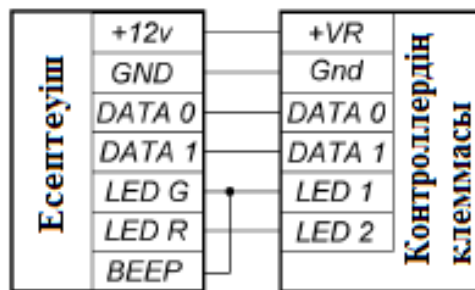 Есептеуіш
+12v
GND
DATA 0
DATA 1
LED G
LED R
BEEP
+VR
Gnd
DATA 0
DATA 1
LED 1
LED 2
Контроллердің
клеммасы